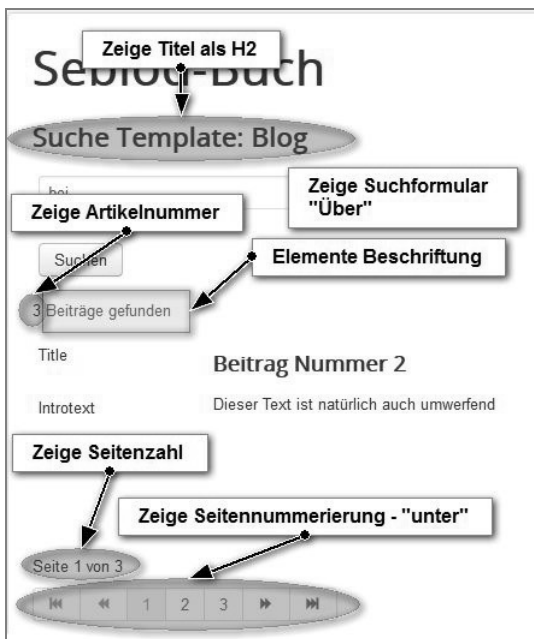 Zeige Titel als H2
Seblod-Buch
Suche Template: Blog
Zeige Suchformular
"Über"
Zeige Artikelnummer
Suchen
Elemente Beschriftung
3 Beiträge gefunden
Title
Beitrag Nummer 2
Introtext
Dieser Text ist natürlich auch umwerfend
Zeige Seitenzahl
Zeige Seitennummerierung - "unter"
Seite 1 von 3
1 2 3